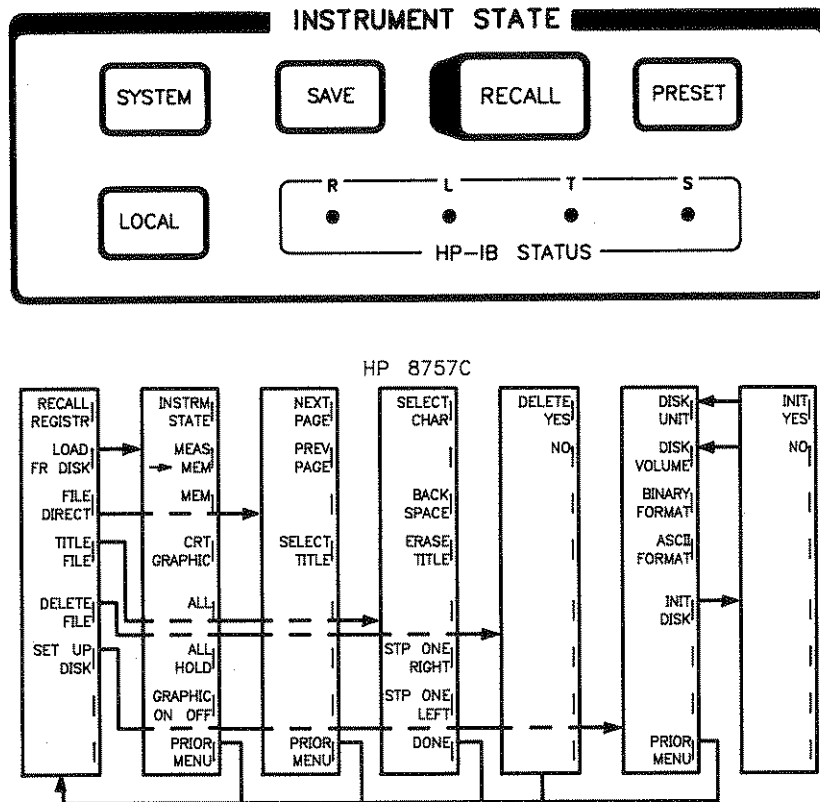 INSTRUMENT STATE
SYSTEM
SAVE
RECALL
PRESET
LOCAL
R L T S
HP-IB STATUS
HP 8757C
RECALL
REGISTR
LOAD
FR DISK
FILE
DIRECT
TITLE
FILE
DELETE
FILE
SET UP
DISK
INSTRM
STATE
MEAS
→ MEM
MEM
CRT
GRAPHIC
ALL
ALL
HOLD
GRAPHIC
ON OFF
PRIOR
MENU
NEXT
PAGE
PREV
PAGE
SELECT
TITLE
PRIOR
MENU
SELECT
CHAR
BACK
SPACE
ERASE
TITLE
STP ONE
RIGHT
STP ONE
LEFT
DONE
DELETE
YES
NO
DISK
UNIT
DISK
VOLUME
BINARY
FORMAT
ASCII
FORMAT
INIT
DISK
PRIOR
MENU
INIT
YES
NO